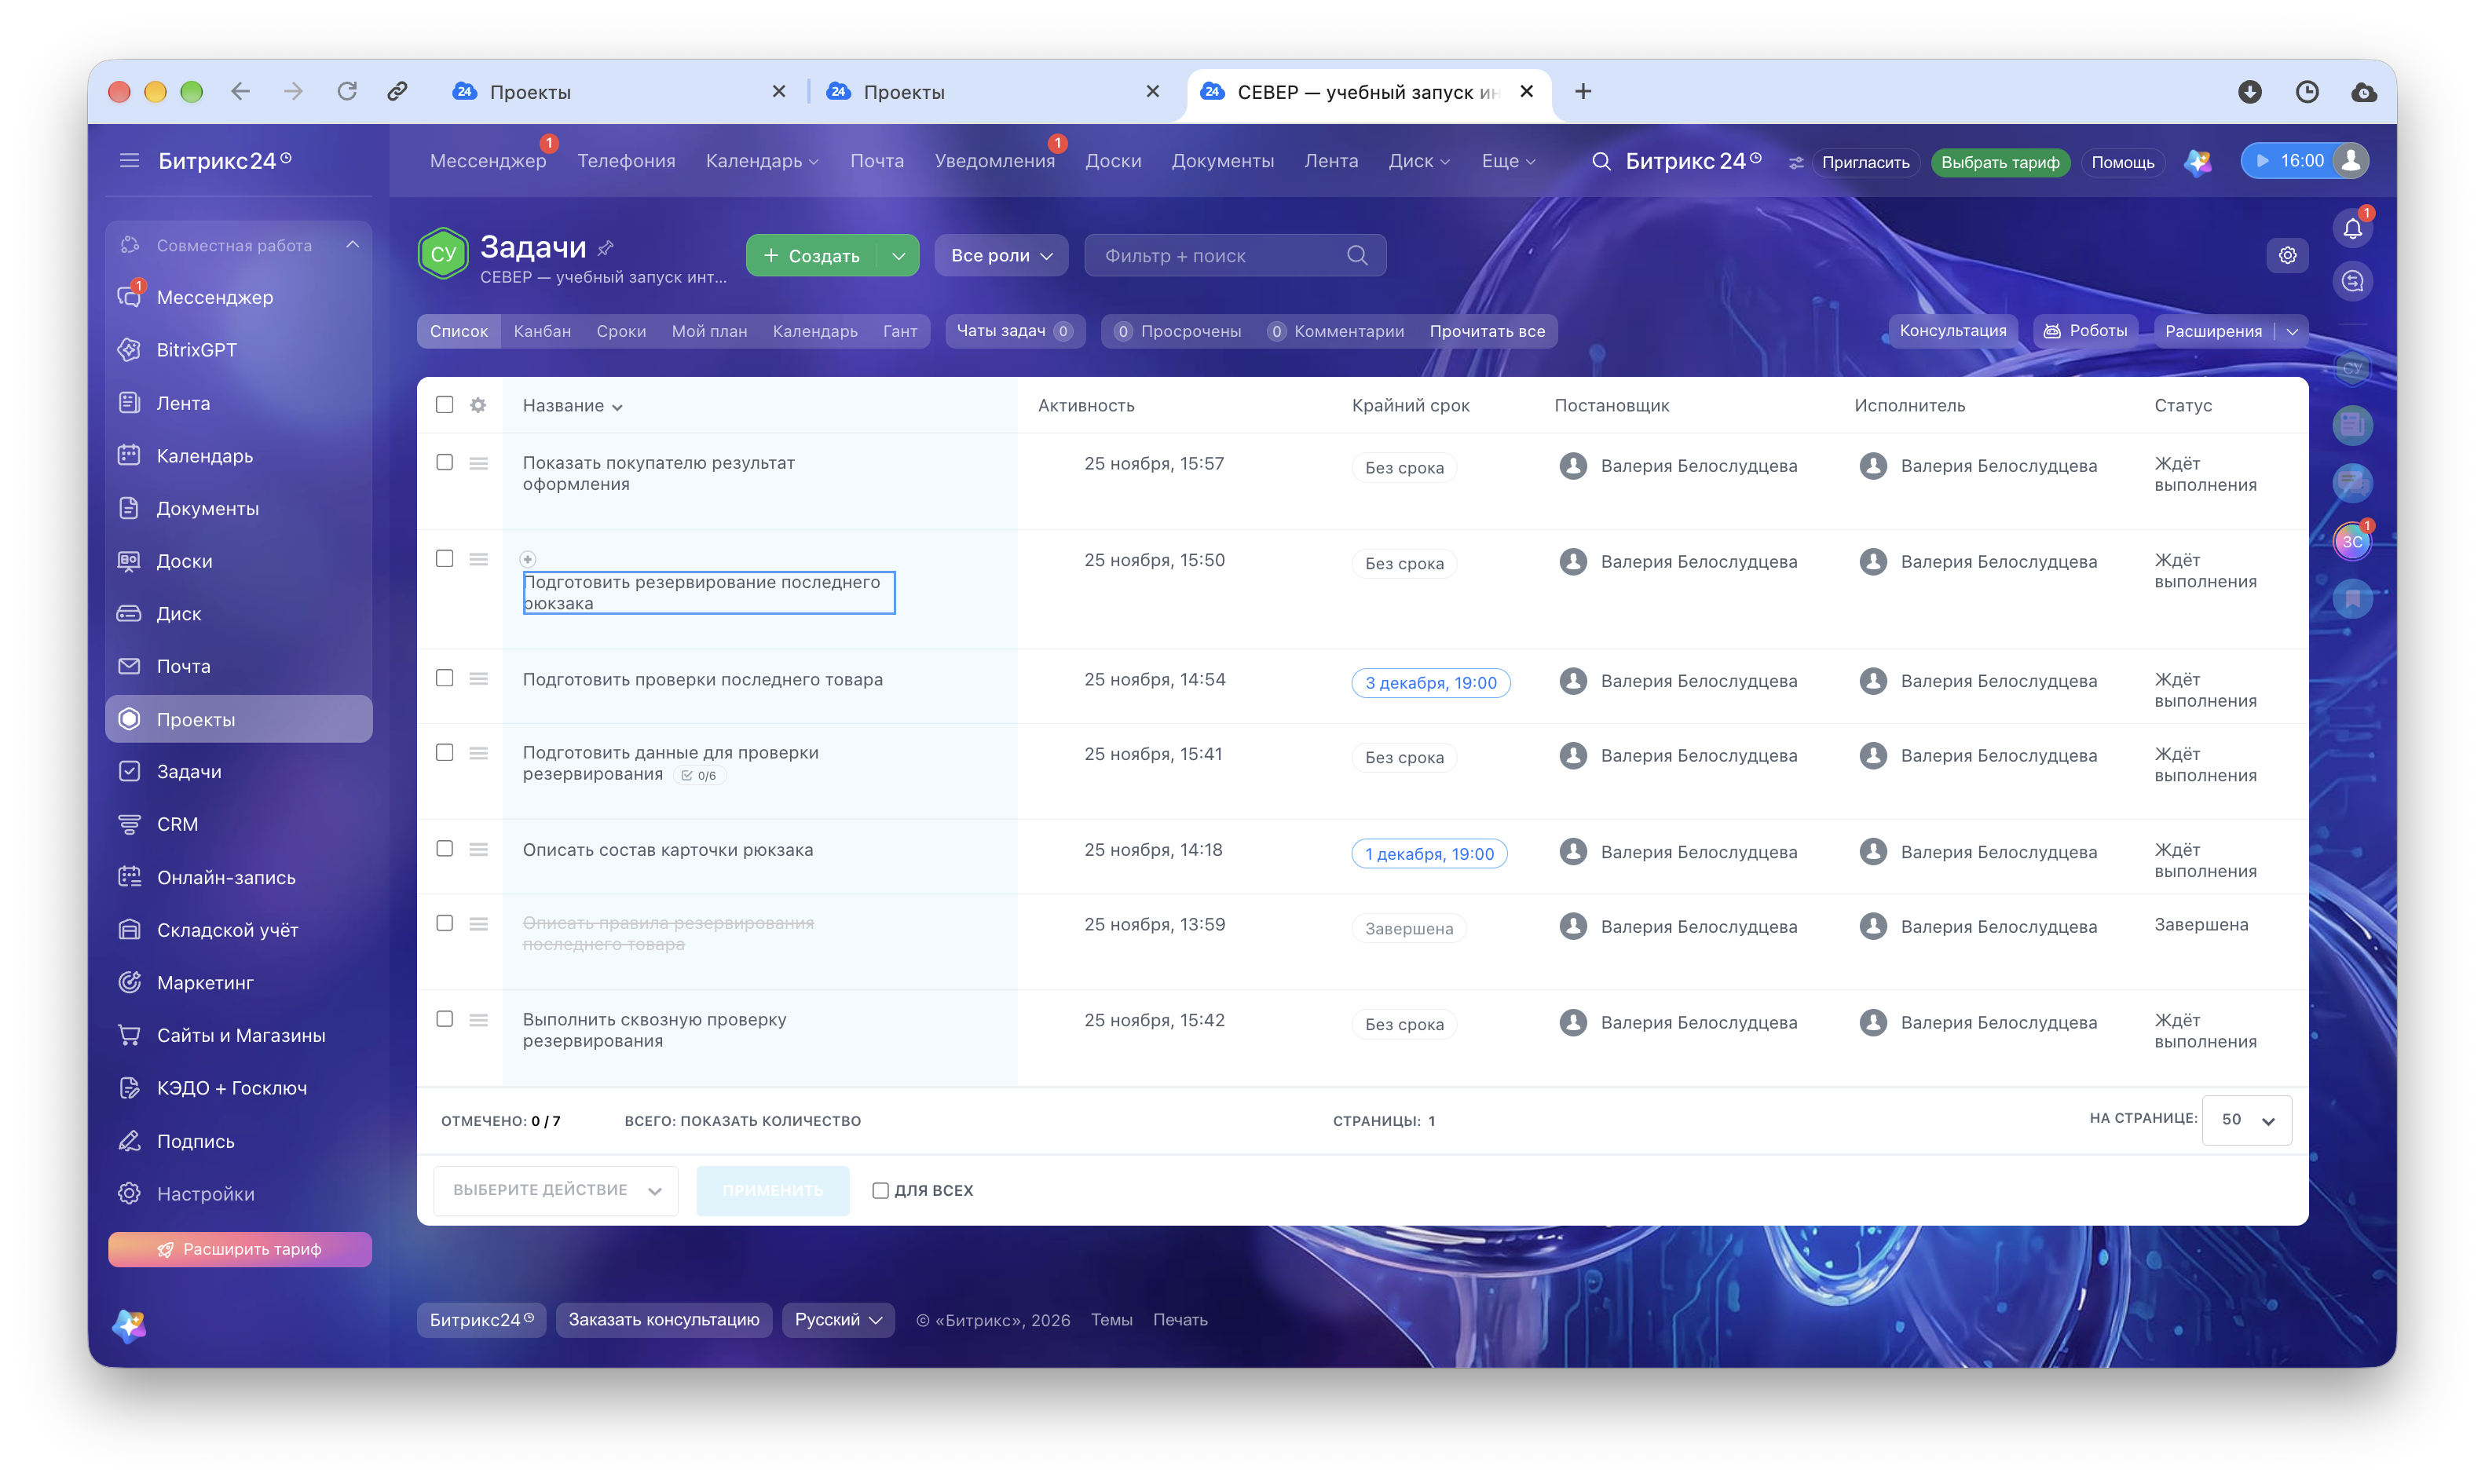 24 Проекты
24 Проекты
24 СЕВЕР — учебный запуск ин
Битрикс24
Мессенджер 1
Телефония
Календарь
Почта
Уведомления 1
Доски
Документы
Лента
Диск
Еще
Битрикс 24
Пригласить
Выбрать тариф
Помощь
16:00
Совместная работа
1 Мессенджер
BitrixGPT
Лента
Календарь
Документы
Доски
Диск
Почта
Проекты
Задачи
CRM
Онлайн-запись
Складской учёт
Маркетинг
Сайты и Магазины
КЭДО + Госключ
Подпись
Настройки
Расширить тариф
СУ
Задачи
СЕВЕР — учебный запуск инт...
Создать
Все роли
Фильтр + поиск
1
Список Канбан Сроки Мой план Календарь Гант
Чаты задач 0
0 Просрочены 0 Комментарии Прочитать все
Консультация
Роботы
Расширения
СУ
ЗС 1
Название Активность Крайний срок Постановщик Исполнитель Статус
Показать покупателю результат
оформления
25 ноября, 15:57 Без срока Валерия Белослудцева Валерия Белослудцева Ждёт
выполнения
Подготовить резервирование последнего
рюкзака
25 ноября, 15:50 Без срока Валерия Белослудцева Валерия Белослудцева Ждёт
выполнения
Подготовить проверки последнего товара
25 ноября, 14:54 3 декабря, 19:00 Валерия Белослудцева Валерия Белослудцева Ждёт
выполнения
Подготовить данные для проверки
резервирования 0/6
25 ноября, 15:41 Без срока Валерия Белослудцева Валерия Белослудцева Ждёт
выполнения
Описать состав карточки рюкзака
25 ноября, 14:18 1 декабря, 19:00 Валерия Белослудцева Валерия Белослудцева Ждёт
выполнения
Описать правила резервирования
последнего товара
25 ноября, 13:59 Завершена Валерия Белослудцева Валерия Белослудцева Завершена
Выполнить сквозную проверку
резервирования
25 ноября, 15:42 Без срока Валерия Белослудцева Валерия Белослудцева Ждёт
выполнения
ОТМЕЧЕНО: 0 / 7 ВСЕГО: ПОКАЗАТЬ КОЛИЧЕСТВО СТРАНИЦЫ: 1 НА СТРАНИЦЕ: 50
ВЫБЕРИТЕ ДЕЙСТВИЕ ПРИМЕНИТЬ ДЛЯ ВСЕХ
Битрикс24 Заказать консультацию Русский © «Битрикс», 2026 Темы Печать